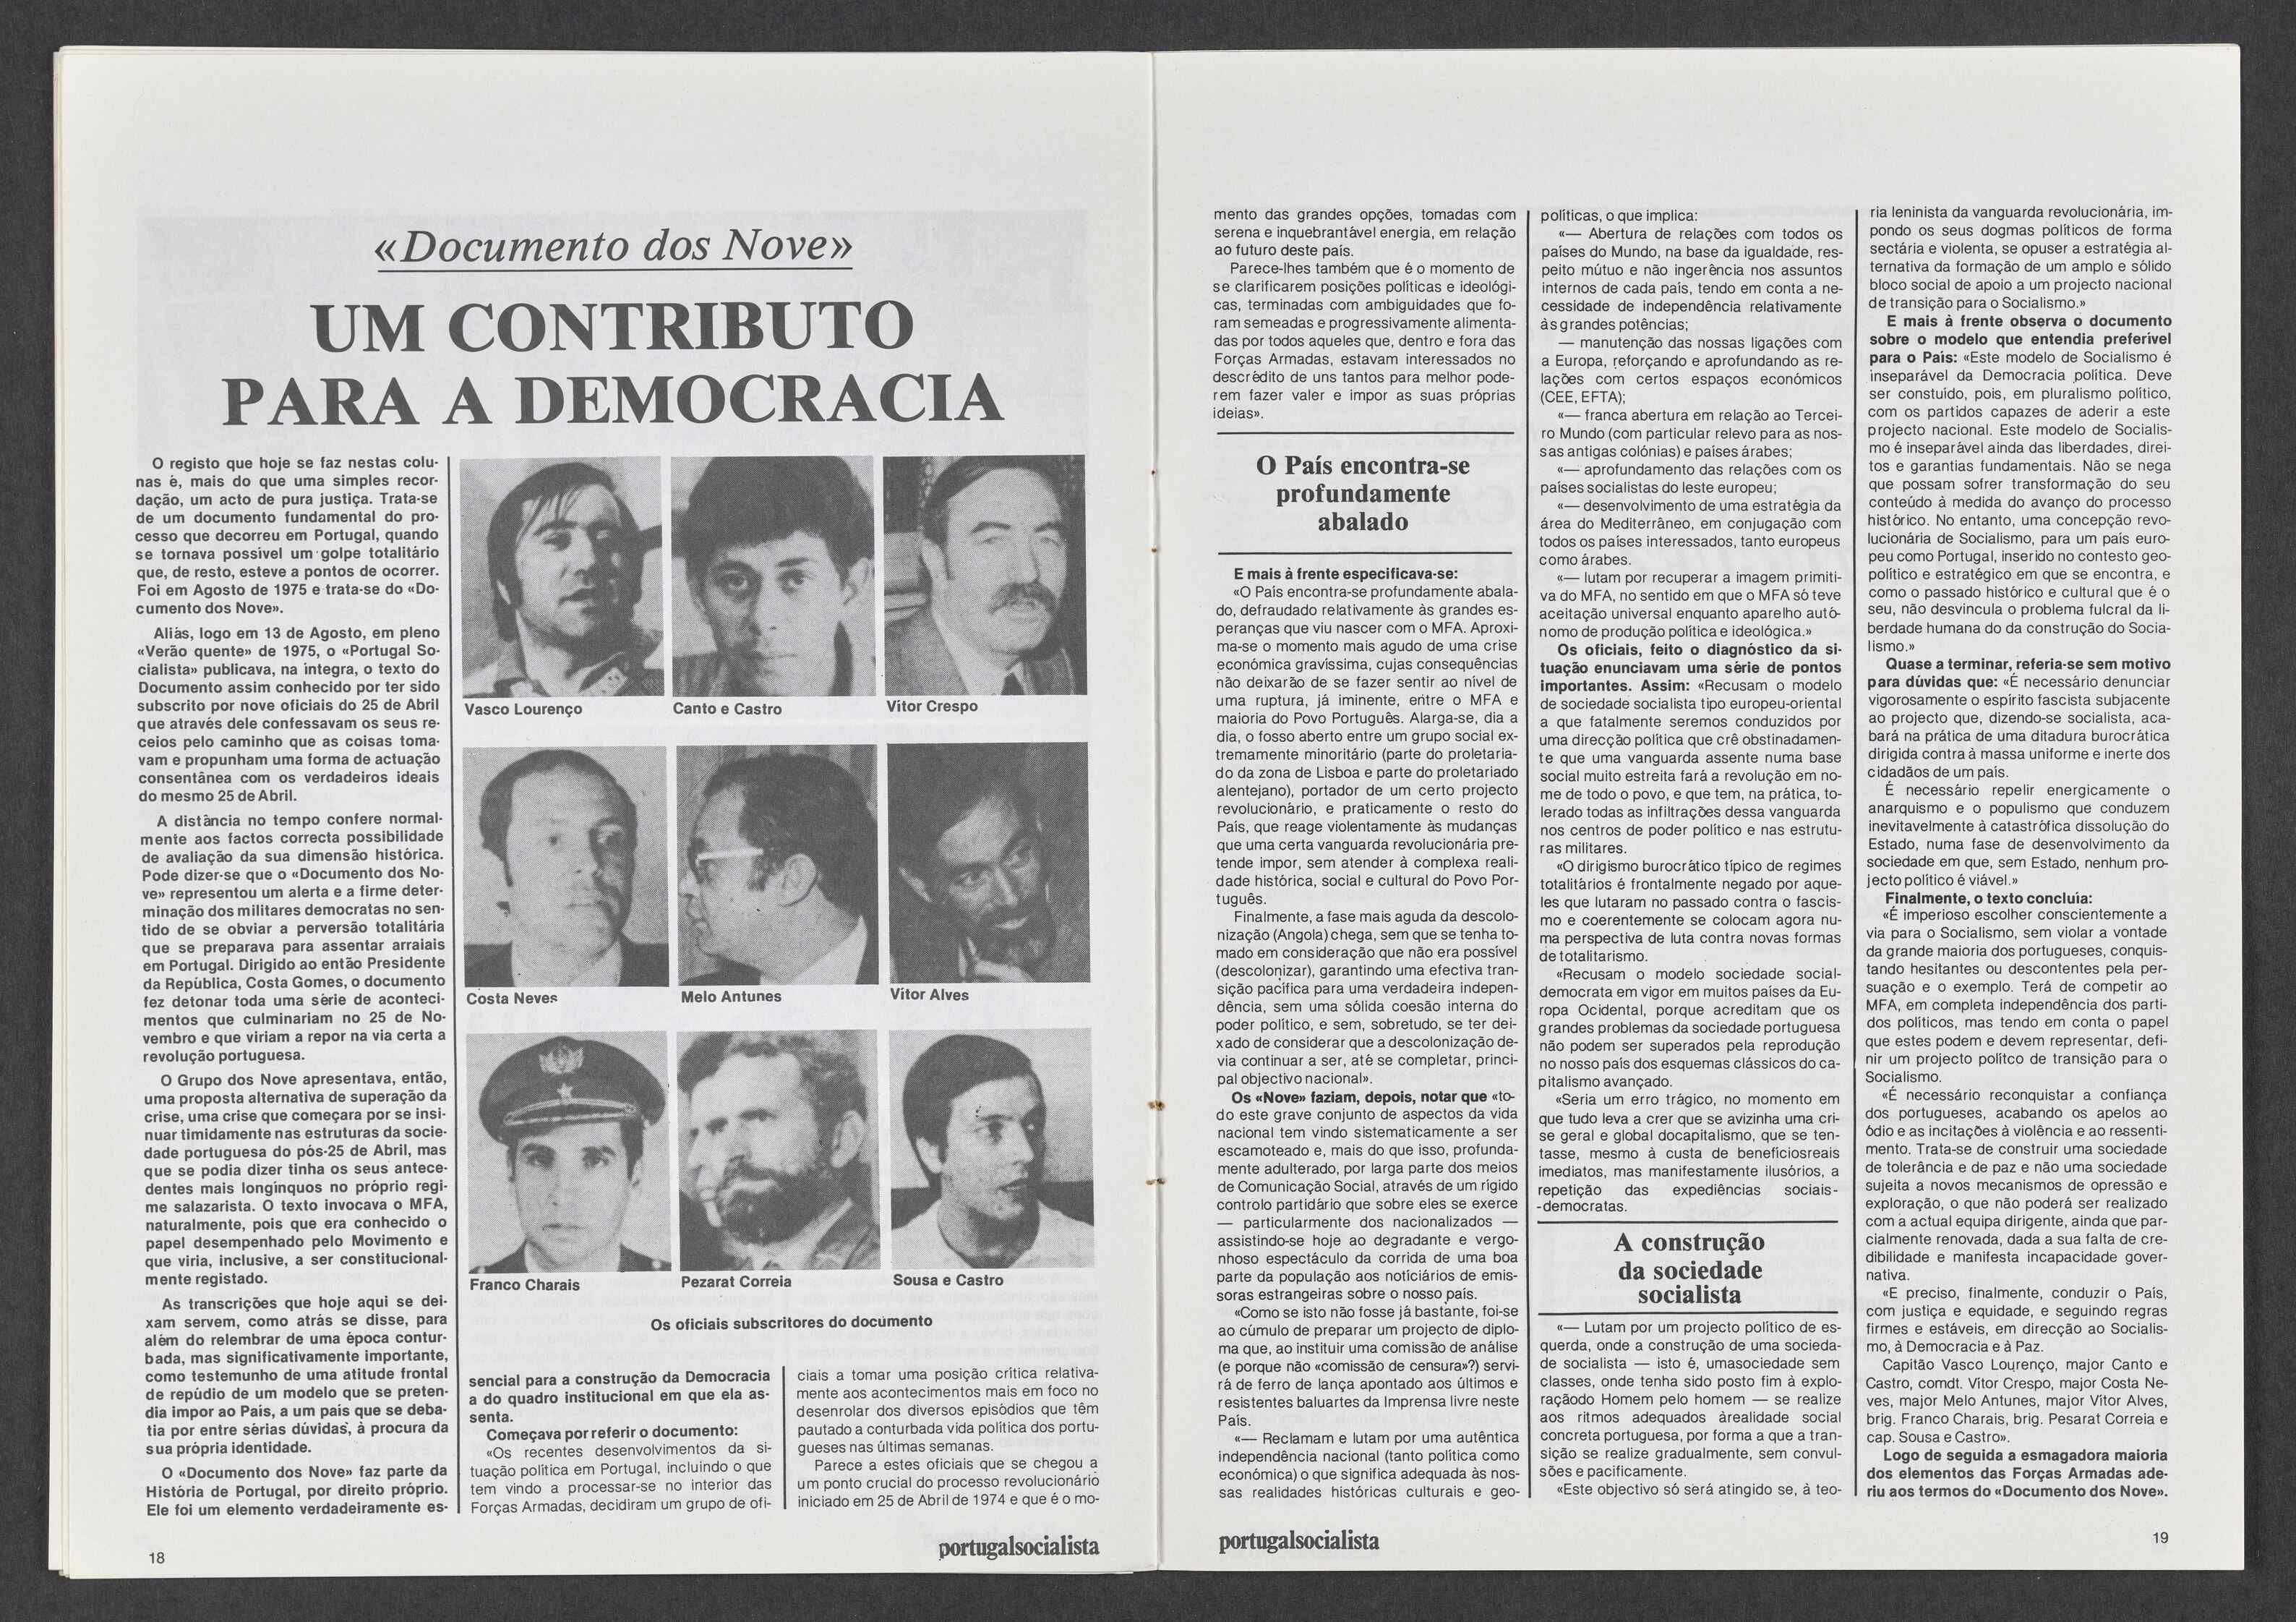 «Documento dos Nove»
UM CONTRIBUTO
PARA A DEMOCRACIA
O registo que hoje se faz nestas colu-
nas é, mais do que uma simples recor-
dação, um acto de pura justiça. Trata-se
de um documento fundamental do pro-
cesso que decorreu em Portugal, quando
se tornava possível um golpe totalitário
que, de resto, esteve a pontos de ocorrer.
Foi em Agosto de 1975 e trata-se do «Do-
cumento dos Nove».
Aliás, logo em 13 de Agosto, em pleno
«Verão quente» de 1975, o «Portugal So-
cialista» publicava, na íntegra, o texto do
Documento assim conhecido por ter sido
subscrito por nove oficiais do 25 de Abril
que através dele confessavam os seus re-
ceios pelo caminho que as coisas toma-
vam e propunham uma forma de actuação
consentânea com os verdadeiros ideais
do mesmo 25 de Abril.
A distância no tempo confere normal-
mente aos factos correcta possibilidade
de avaliação da sua dimensão histórica.
Pode dizer-se que o «Documento dos No-
ve» representou um alerta e a firme deter-
minação dos militares democratas no sen-
tido de se obviar a perversão totalitária
que se preparava para assentar arraiais
em Portugal. Dirigido ao então Presidente
da República, Costa Gomes, o documento
fez detonar toda uma série de aconteci-
mentos que culminariam no 25 de No-
vembro e que viriam a repor na via certa a
revolução portuguesa.
O Grupo dos Nove apresentava, então,
uma proposta alternativa de superação da
crise, uma crise que começara por se insi-
nuar timidamente nas estruturas da socie-
dade portuguesa do pós-25 de Abril, mas
que se podia dizer tinha os seus antece-
dentes mais longínquos no próprio regi-
me salazarista. O texto invocava o MFA,
naturalmente, pois que era conhecido o
papel desempenhado pelo Movimento e
que viria, inclusive, a ser constitucional-
mente registado.
As transcrições que hoje aqui se dei-
xam servem, como atrás se disse, para
além do relembrar de uma época contur-
bada, mas significativamente importante,
como testemunho de uma atitude frontal
de repúdio de um modelo que se preten-
dia impor ao País, a um país que se deba-
tia por entre sérias dúvidas, à procura da
sua própria identidade.
O «Documento dos Nove» faz parte da
História de Portugal, por direito próprio.
Ele foi um elemento verdadeiramente es-
Vasco Lourenço
Canto e Castro
Vítor Crespo
Costa Neves
Melo Antunes
Vítor Alves
Franco Charais
Pezarat Correia
Sousa e Castro
Os oficiais subscritores do documento
sencial para a construção da Democracia
a do quadro institucional em que ela as-
senta.
Começava por referir o documento:
«Os recentes desenvolvimentos da si-
tuação política em Portugal, incluindo o que
tem vindo a processar-se no interior das
Forças Armadas, decidiram um grupo de ofi-
ciais a tomar uma posição crítica relativa-
mente aos acontecimentos mais em foco no
desenrolar dos diversos episódios que têm
pautado a conturbada vida política dos portu-
gueses nas últimas semanas.
Parece a estes oficiais que se chegou a
um ponto crucial do processo revolucionário
iniciado em 25 de Abril de 1974 e que é o mo-
18
portugalsocialista
mento das grandes opções, tomadas com
serena e inquebrantável energia, em relação
ao futuro deste país.
Parece-lhes também que é o momento de
se clarificarem posições políticas e ideológi-
cas, terminadas com ambiguidades que fo-
ram semeadas e progressivamente alimenta-
das por todos aqueles que, dentro e fora das
Forças Armadas, estavam interessados no
descrédito de uns tantos para melhor pode-
rem fazer valer e impor as suas próprias
ideias».
O País encontra-se
profundamente
abalado
E mais à frente especificava-se:
«O País encontra-se profundamente abala-
do, defraudado relativamente às grandes es-
peranças que viu nascer com o MFA. Aproxi-
ma-se o momento mais agudo de uma crise
económica gravíssima, cujas consequências
não deixarão de se fazer sentir ao nível de
uma ruptura, já iminente, entre o MFA e
maioria do Povo Português. Alarga-se, dia a
dia, o fosso aberto entre um grupo social ex-
tremamente minoritário (parte do proletaria-
do da zona de Lisboa e parte do proletariado
alentejano), portador de um certo projecto
revolucionário, e praticamente o resto do
País, que reage violentamente às mudanças
que uma certa vanguarda revolucionária pre-
tende impor, sem atender à complexa reali-
dade histórica, social e cultural do Povo Por-
tuguês.
Finalmente, a fase mais aguda da descolo-
nização (Angola) chega, sem que se tenha to-
mado em consideração que não era possível
(descolonizar), garantindo uma efectiva tran-
sição pacífica para uma verdadeira indepen-
dência, sem uma sólida coesão interna do
poder político, e sem, sobretudo, se ter dei-
xado de considerar que a descolonização de-
via continuar a ser, até se completar, princi-
pal objectivo nacional».
Os «Nove» faziam, depois, notar que «to-
do este grave conjunto de aspectos da vida
nacional tem vindo sistematicamente a ser
escamoteado e, mais do que isso, profunda-
mente adulterado, por larga parte dos meios
de Comunicação Social, através de um rígido
controlo partidário que sobre eles se exerce
— particularmente dos nacionalizados —
assistindo-se hoje ao degradante e vergo-
nhoso espectáculo da corrida de uma boa
parte da população aos noticiários de emis-
soras estrangeiras sobre o nosso país.
«Como se isto não fosse já bastante, foi-se
ao cúmulo de preparar um projecto de diplo-
ma que, ao instituir uma comissão de análise
(e porque não «comissão de censura»?) servi-
rá de ferro de lança apontado aos últimos e
resistentes baluartes da Imprensa livre neste
País.
«— Reclamam e lutam por uma autêntica
independência nacional (tanto política como
económica) o que significa adequada às nos-
sas realidades históricas culturais e geo-
políticas, o que implica:
«— Abertura de relações com todos os
países do Mundo, na base da igualdade, res-
peito mútuo e não ingerência nos assuntos
internos de cada país, tendo em conta a ne-
cessidade de independência relativamente
às grandes potências;
— manutenção das nossas ligações com
a Europa, reforçando e aprofundando as re-
lações com certos espaços económicos
(CEE, EFTA);
«— franca abertura em relação ao Tercei-
ro Mundo (com particular relevo para as nos-
sas antigas colónias) e países árabes;
«— aprofundamento das relações com os
países socialistas do leste europeu;
«— desenvolvimento de uma estratégia da
área do Mediterrâneo, em conjugação com
todos os países interessados, tanto europeus
como árabes.
«— lutam por recuperar a imagem primiti-
va do MFA, no sentido em que o MFA só teve
aceitação universal enquanto aparelho autó-
nomo de produção política e ideológica.»
Os oficiais, feito o diagnóstico da si-
tuação enunciavam uma série de pontos
importantes. Assim: «Recusam o modelo
de sociedade socialista tipo europeu-oriental
a que fatalmente seremos conduzidos por
uma direcção política que crê obstinadamen-
te que uma vanguarda assente numa base
social muito estreita fará a revolução em no-
me de todo o povo, e que tem, na prática, to-
lerado todas as infiltrações dessa vanguarda
nos centros de poder político e nas estrutu-
ras militares.
«O dirigismo burocrático típico de regimes
totalitários é frontalmente negado por aque-
les que lutaram no passado contra o fascis-
mo e coerentemente se colocam agora nu-
ma perspectiva de luta contra novas formas
de totalitarismo.
«Recusam o modelo sociedade social-
democrata em vigor em muitos países da Eu-
ropa Ocidental, porque acreditam que os
grandes problemas da sociedade portuguesa
não podem ser superados pela reprodução
no nosso país dos esquemas clássicos do ca-
pitalismo avançado.
«Seria um erro trágico, no momento em
que tudo leva a crer que se avizinha uma cri-
se geral e global docapitalismo, que se ten-
tasse, mesmo à custa de beneficiosreais
imediatos, mas manifestamente ilusórios, a
repetição das expediências sociais-
-democratas.
A construção
da sociedade
socialista
«— Lutam por um projecto político de es-
querda, onde a construção de uma socieda-
de socialista — isto é, umasociedade sem
classes, onde tenha sido posto fim à explo-
raçãodo Homem pelo homem — se realize
aos ritmos adequados àrealidade social
concreta portuguesa, por forma a que a tran-
sição se realize gradualmente, sem convul-
sões e pacificamente.
«Este objectivo só será atingido se, à teo-
ria leninista da vanguarda revolucionária, im-
pondo os seus dogmas políticos de forma
sectária e violenta, se opuser a estratégia al-
ternativa da formação de um amplo e sólido
bloco social de apoio a um projecto nacional
de transição para o Socialismo.»
E mais à frente observa o documento
sobre o modelo que entendia preferível
para o País: «Este modelo de Socialismo é
inseparável da Democracia política. Deve
ser constuído, pois, em pluralismo político,
com os partidos capazes de aderir a este
projecto nacional. Este modelo de Socialis-
mo é inseparável ainda das liberdades, direi-
tos e garantias fundamentais. Não se nega
que possam sofrer transformação do seu
conteúdo à medida do avanço do processo
histórico. No entanto, uma concepção revo-
lucionária de Socialismo, para um país euro-
peu como Portugal, inserido no contesto geo-
político e estratégico em que se encontra, e
como o passado histórico e cultural que é o
seu, não desvincula o problema fulcral da li-
berdade humana do da construção do Socia-
lismo.»
Quase a terminar, referia-se sem motivo
para dúvidas que: «É necessário denunciar
vigorosamente o espírito fascista subjacente
ao projecto que, dizendo-se socialista, aca-
bará na prática de uma ditadura burocrática
dirigida contra à massa uniforme e inerte dos
cidadãos de um país.
É necessário repelir energicamente o
anarquismo e o populismo que conduzem
inevitavelmente à catastrófica dissolução do
Estado, numa fase de desenvolvimento da
sociedade em que, sem Estado, nenhum pro-
jecto político é viável.»
Finalmente, o texto concluía:
«É imperioso escolher conscientemente a
via para o Socialismo, sem violar a vontade
da grande maioria dos portugueses, conquis-
tando hesitantes ou descontentes pela per-
suação e o exemplo. Terá de competir ao
MFA, em completa independência dos parti-
dos políticos, mas tendo em conta o papel
que estes podem e devem representar, defi-
nir um projecto polítco de transição para o
Socialismo.
«É necessário reconquistar a confiança
dos portugueses, acabando os apelos ao
ódio e as incitações à violência e ao ressenti-
mento. Trata-se de construir uma sociedade
de tolerância e de paz e não uma sociedade
sujeita a novos mecanismos de opressão e
exploração, o que não poderá ser realizado
com a actual equipa dirigente, ainda que par-
cialmente renovada, dada a sua falta de cre-
dibilidade e manifesta incapacidade gover-
nativa.
«E preciso, finalmente, conduzir o País,
com justiça e equidade, e seguindo regras
firmes e estáveis, em direcção ao Socialis-
mo, à Democracia e à Paz.
Capitão Vasco Lourenço, major Canto e
Castro, comdt. Vítor Crespo, major Costa Ne-
ves, major Melo Antunes, major Vítor Alves,
brig. Franco Charais, brig. Pesarat Correia e
cap. Sousa e Castro».
Logo de seguida a esmagadora maioria
dos elementos das Forças Armadas ade-
riu aos termos do «Documento dos Nove».
portugalsocialista
19